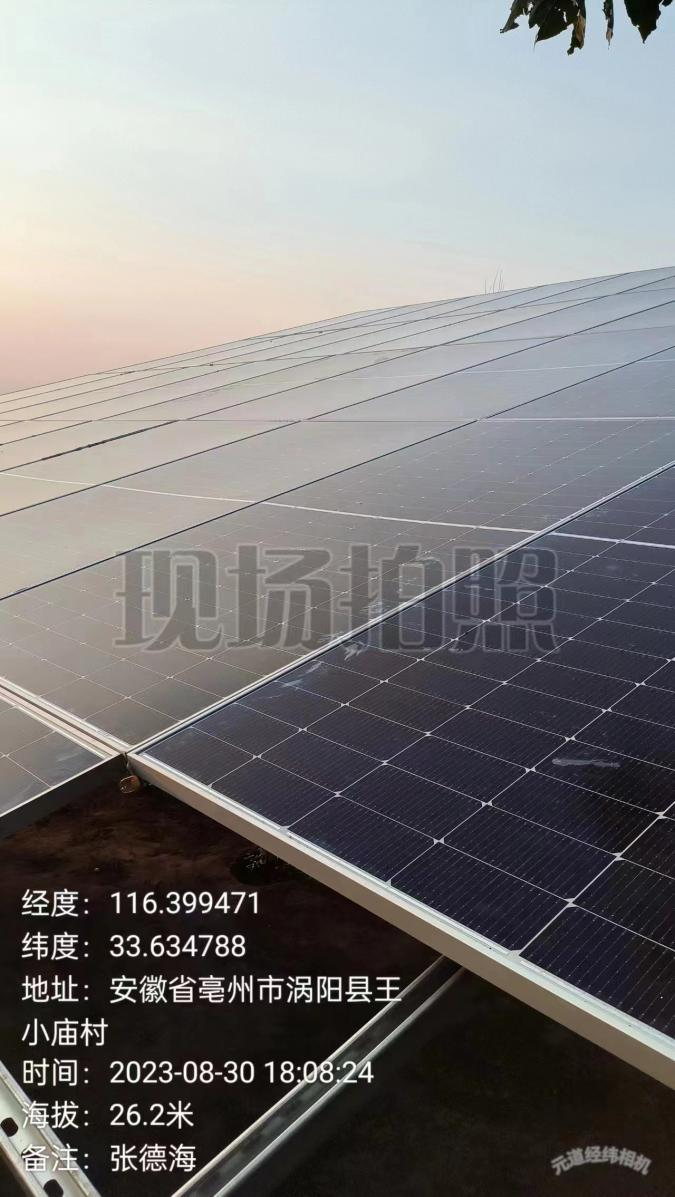 现场拍照
经度：116.399471
纬度：33.634788
地址：安徽省亳州市涡阳县王
小庙村
时间：2023-08-30 18:08:24
海拔：26.2米
备注：张德海
元道经纬相机